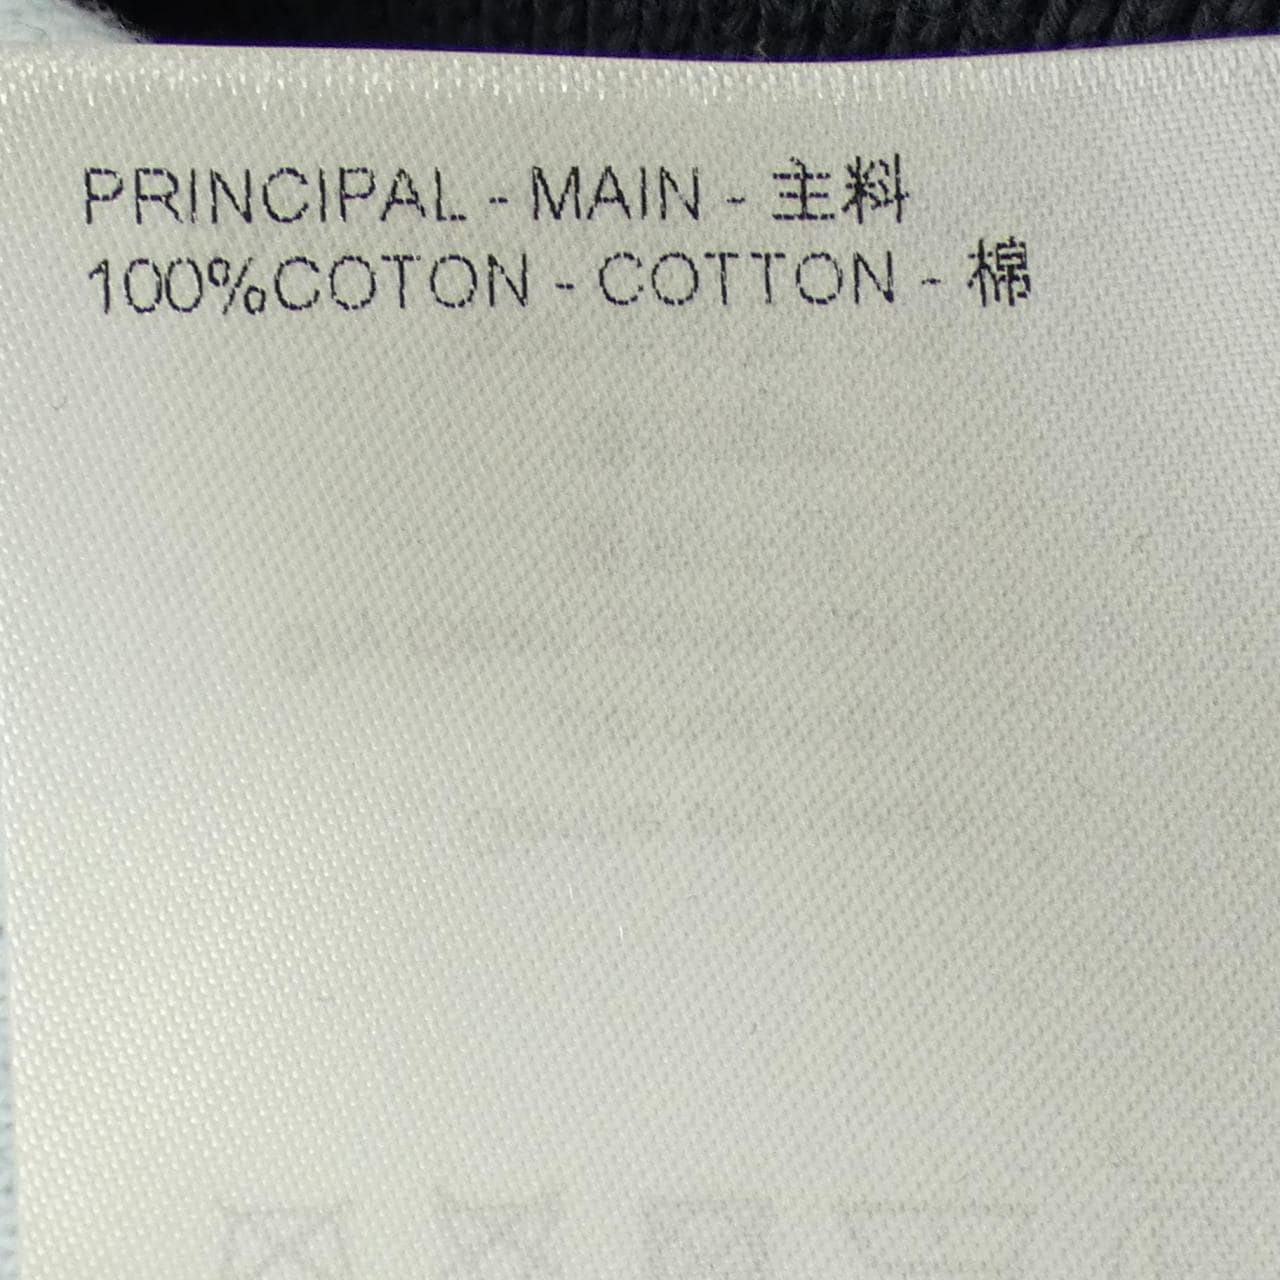 PRINCIPAL - MAIN - 主料
100%COTON - COTTON - 棉